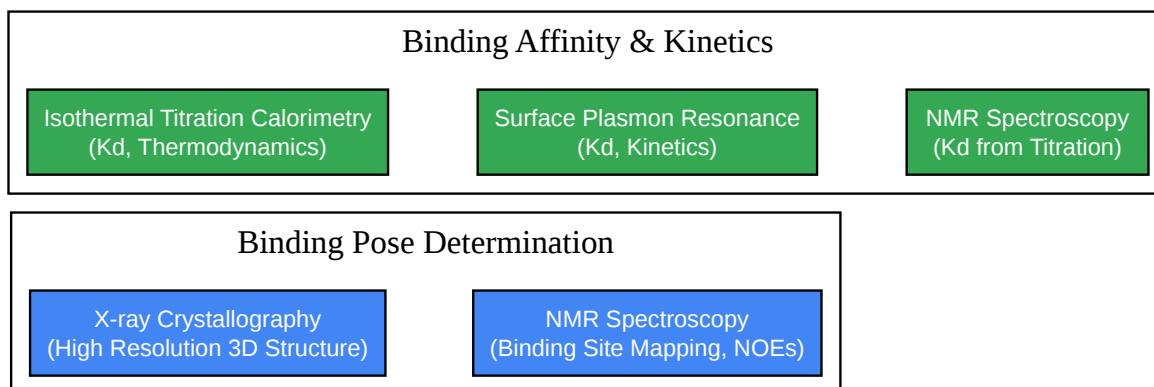 Binding Affinity & Kinetics
Isothermal Titration Calorimetry
(Kd, Thermodynamics)
Surface Plasmon Resonance
(Kd, Kinetics)
NMR Spectroscopy
(Kd from Titration)
Binding Pose Determination
X-ray Crystallography
(High Resolution 3D Structure)
NMR Spectroscopy
(Binding Site Mapping, NOEs)